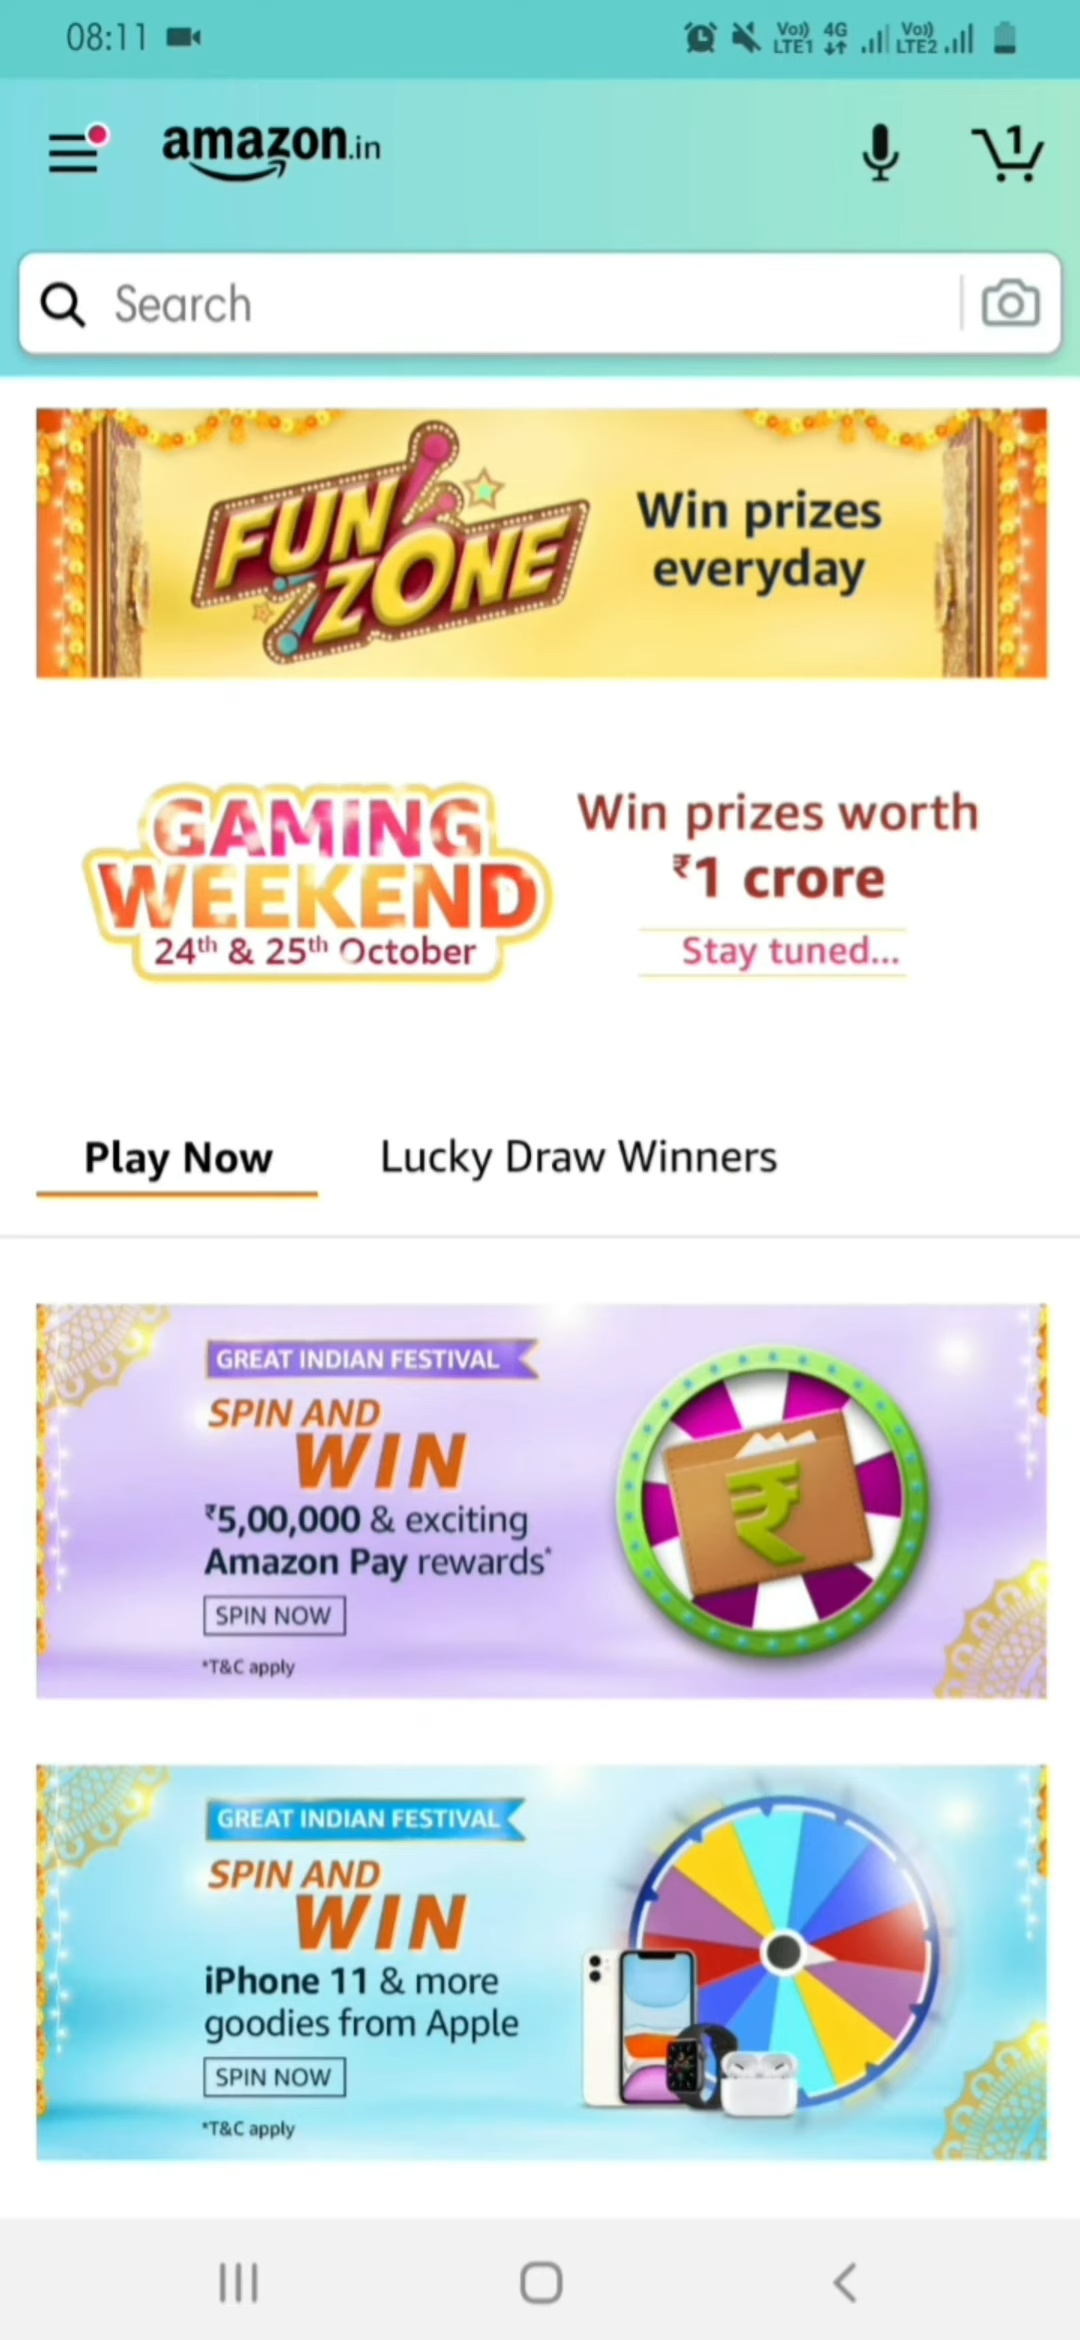 08:11
Vo)) LTE1 4G Vo)) LTE2
amazon.in
1
Search
FUN ZONE
Win prizes
everyday
GAMING
WEEKEND
24th & 25th October
Win prizes worth
₹1 crore
Stay tuned...
Play Now Lucky Draw Winners
GREAT INDIAN FESTIVAL
SPIN AND
WIN
₹5,00,000 & exciting
Amazon Pay rewards*
SPIN NOW
*T&C apply
₹
GREAT INDIAN FESTIVAL
SPIN AND
WIN
iPhone 11 & more
goodies from Apple
SPIN NOW
*T&C apply